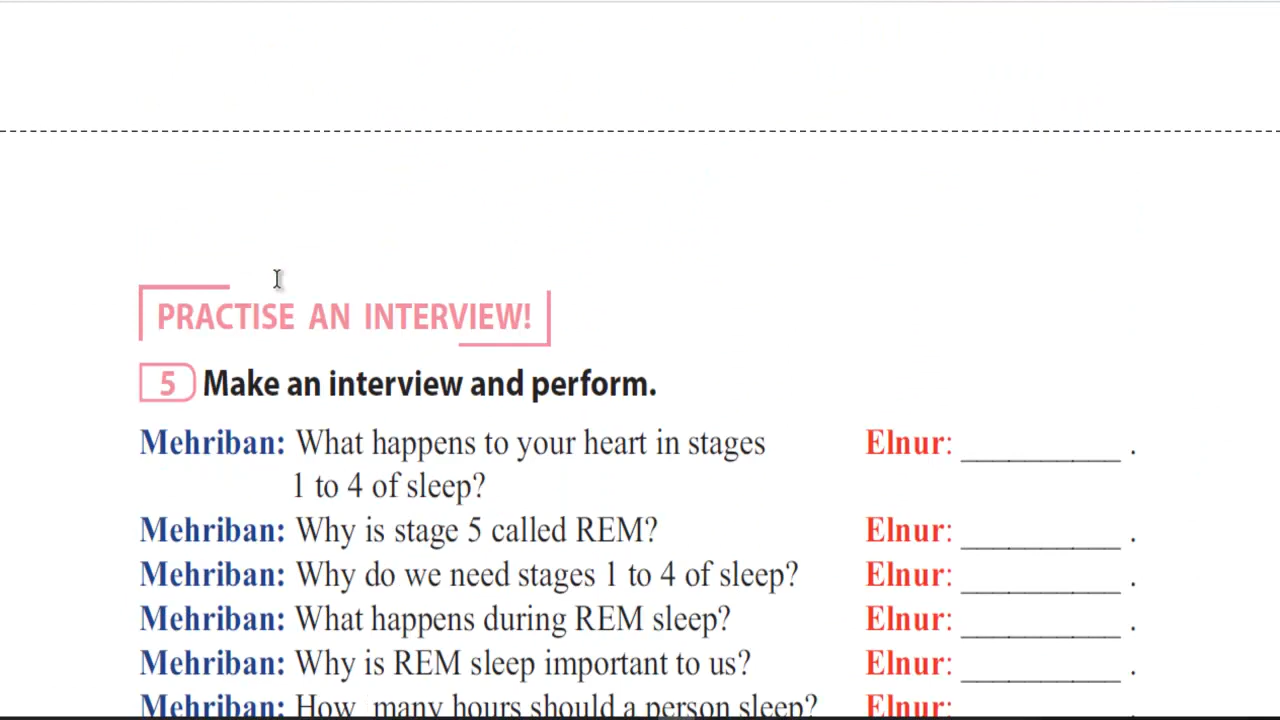 PRACTISE AN INTERVIEW!
5 Make an interview and perform.
Mehriban: What happens to your heart in stages Elnur: __________ .
1 to 4 of sleep?
Mehriban: Why is stage 5 called REM? Elnur: __________ .
Mehriban: Why do we need stages 1 to 4 of sleep? Elnur: __________ .
Mehriban: What happens during REM sleep? Elnur: __________ .
Mehriban: Why is REM sleep important to us? Elnur: __________ .
Mehriban: How many hours should a person sleep? Elnur: __________ .